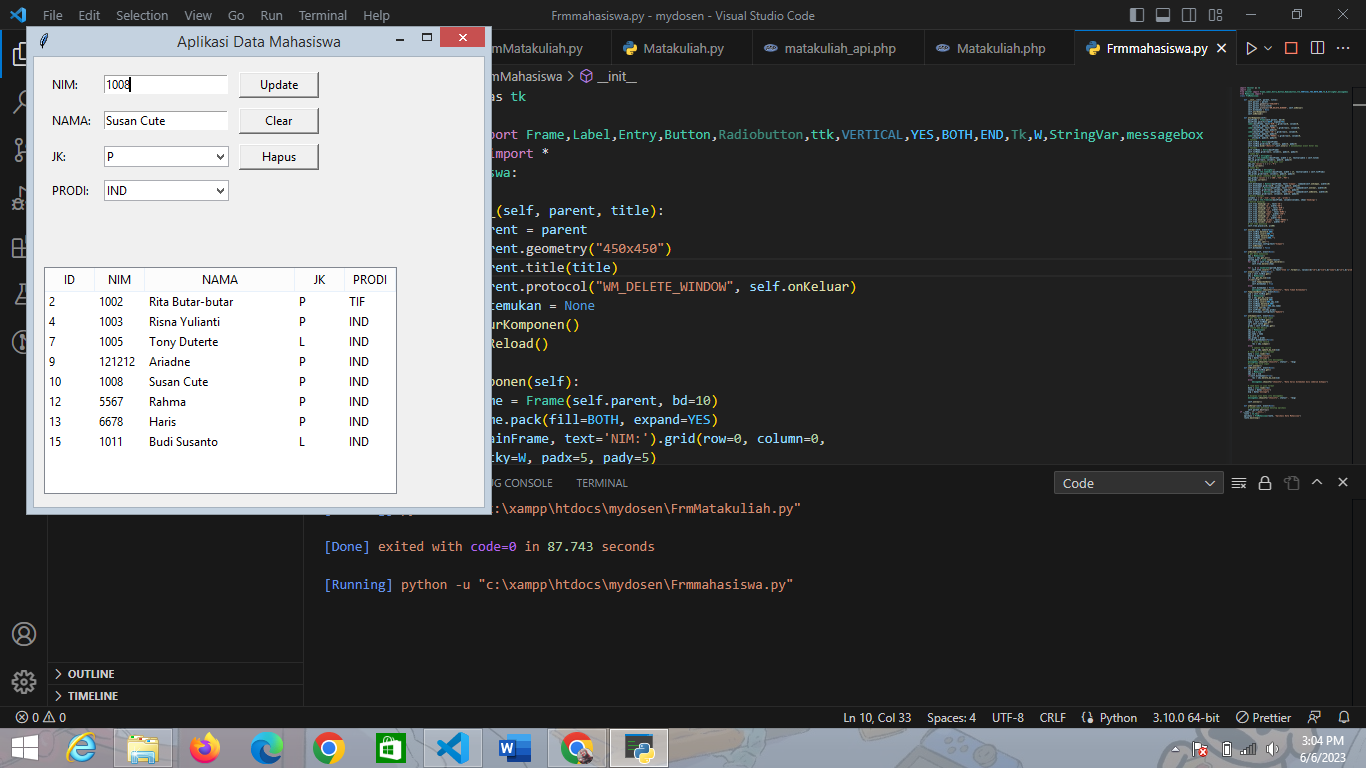 File Edit Selection View Go Run Terminal Help Frmmahasiswa.py - mydosen - Visual Studio Code
Aplikasi Data Mahasiswa
NIM: 1008 Update
NAMA: Susan Cute Clear
JK: P Hapus
PRODI: IND
ID NIM NAMA JK PRODI
2 1002 Rita Butar-butar P TIF
4 1003 Risna Yulianti P IND
7 1005 Tony Duterte L IND
9 121212 Ariadne P IND
10 1008 Susan Cute P IND
12 5567 Rahma P IND
13 6678 Haris P IND
15 1011 Budi Susanto L IND
mMatakuliah.py Matakuliah.py matakuliah_api.php Matakuliah.php Frmmahasiswa.py
mMahasiswa > __init__
as tk
port Frame,Label,Entry,Button,Radiobutton,ttk,VERTICAL,YES,BOTH,END,Tk,W,StringVar,messagebox
import *
swa:
_(self, parent, title):
rent = parent
rent.geometry("450x450")
rent.title(title)
rent.protocol("WM_DELETE_WINDOW", self.onKeluar)
temukan = None
urKomponen()
Reload()
ponen(self):
me = Frame(self.parent, bd=10)
me.pack(fill=BOTH, expand=YES)
ainFrame, text='NIM:').grid(row=0, column=0,
cky=W, padx=5, pady=5)
UG CONSOLE TERMINAL Code
c:\xampp\htdocs\mydosen\FrmMatakuliah.py"
[Done] exited with code=0 in 87.743 seconds
[Running] python -u "c:\xampp\htdocs\mydosen\Frmmahasiswa.py"
OUTLINE
TIMELINE
0 0 Ln 10, Col 33 Spaces: 4 UTF-8 CRLF Python 3.10.0 64-bit Prettier
3:04 PM
6/6/2023